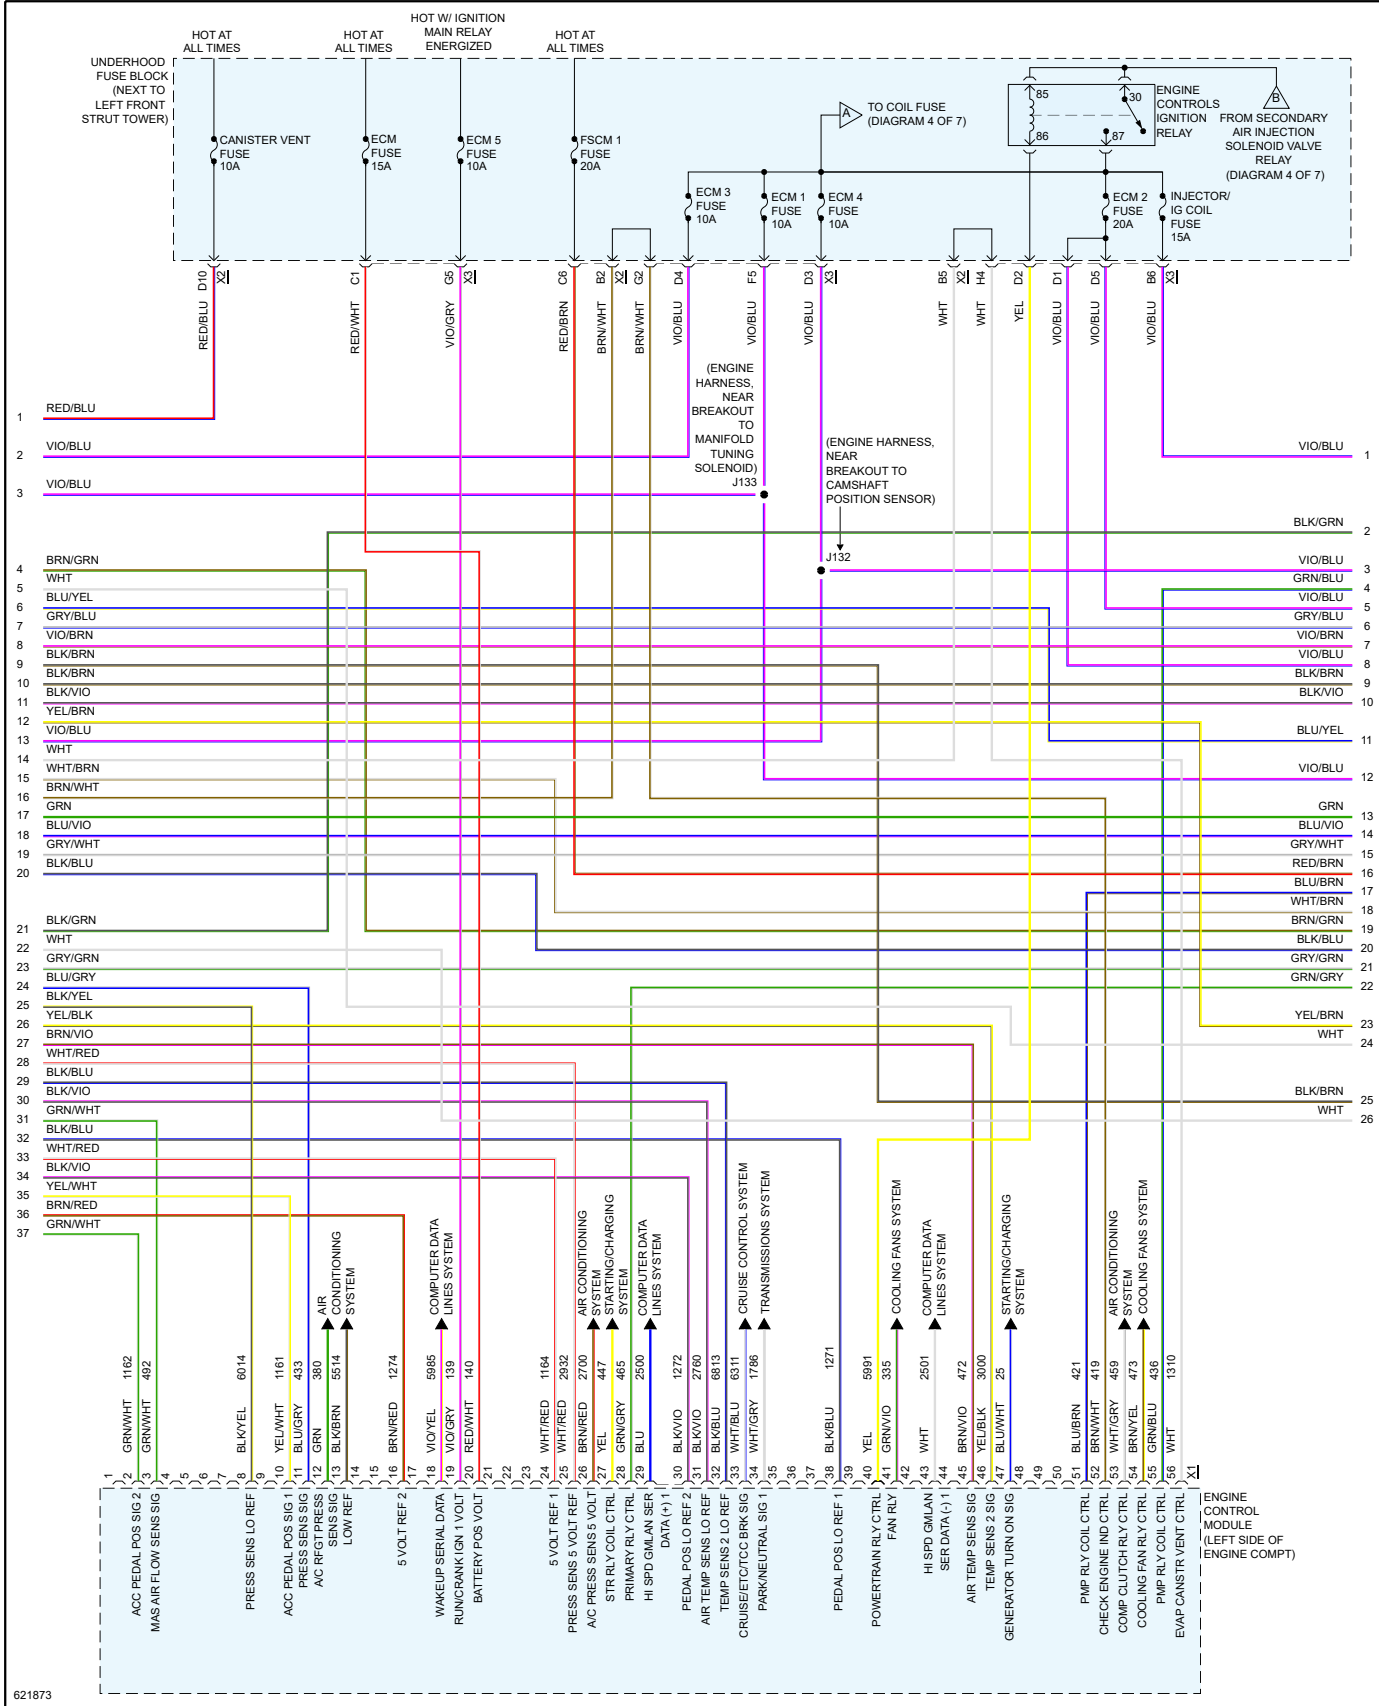 HOT AT
ALL TIMES
HOT AT
ALL TIMES
HOT W/ IGNITION
MAIN RELAY
ENERGIZED
HOT AT
ALL TIMES
UNDERHOOD
FUSE BLOCK
(NEXT TO
LEFT FRONT
STRUT TOWER)
CANISTER VENT
FUSE
10A
ECM
FUSE
15A
ECM 5
FUSE
10A
FSCM 1
FUSE
20A
A
TO COIL FUSE
(DIAGRAM 4 OF 7)
85
30
86
87
ENGINE
CONTROLS
IGNITION
RELAY
B
FROM SECONDARY
AIR INJECTION
SOLENOID VALVE
RELAY
(DIAGRAM 4 OF 7)
ECM 3
FUSE
10A
ECM 1
FUSE
10A
ECM 4
FUSE
10A
ECM 2
FUSE
20A
INJECTOR/
IG COIL
FUSE
15A
D10
X2
C1
G5
X3
C6
B2
X2
G2
D4
F5
D3
X3
B5
X2
H4
D2
D1
D5
B6
X3
RED/BLU
RED/WHT
VIO/GRY
RED/BRN
BRN/WHT
BRN/WHT
VIO/BLU
VIO/BLU
VIO/BLU
WHT
WHT
YEL
VIO/BLU
VIO/BLU
VIO/BLU
(ENGINE
HARNESS,
NEAR
BREAKOUT
TO
MANIFOLD
TUNING
SOLENOID)
J133
(ENGINE HARNESS,
NEAR
BREAKOUT TO
CAMSHAFT
POSITION SENSOR)
J132
1 RED/BLU
2 VIO/BLU
3 VIO/BLU
4 BRN/GRN
5 WHT
6 BLU/YEL
7 GRY/BLU
8 VIO/BRN
9 BLK/BRN
10 BLK/BRN
11 BLK/VIO
12 YEL/BRN
13 VIO/BLU
14 WHT
15 WHT/BRN
16 BRN/WHT
17 GRN
18 BLU/VIO
19 GRY/WHT
20 BLK/BLU
21 BLK/GRN
22 WHT
23 GRY/GRN
24 BLU/GRY
25 BLK/YEL
26 YEL/BLK
27 BRN/VIO
28 WHT/RED
29 BLK/BLU
30 BLK/VIO
31 GRN/WHT
32 BLK/BLU
33 WHT/RED
34 BLK/VIO
35 YEL/WHT
36 BRN/RED
37 GRN/WHT
VIO/BLU 1
BLK/GRN 2
VIO/BLU 3
GRN/BLU 4
VIO/BLU 5
GRY/BLU 6
VIO/BRN 7
VIO/BLU 8
BLK/BRN 9
BLK/VIO 10
BLU/YEL 11
VIO/BLU 12
GRN 13
BLU/VIO 14
GRY/WHT 15
RED/BRN 16
BLU/BRN 17
WHT/BRN 18
BRN/GRN 19
BLK/BLU 20
GRY/GRN 21
GRN/GRY 22
YEL/BRN 23
WHT 24
BLK/BRN 25
WHT 26
AIR
CONDITIONING
SYSTEM
COMPUTER DATA
LINES SYSTEM
AIR CONDITIONING
SYSTEM
STARTING/CHARGING
SYSTEM
COMPUTER DATA
LINES SYSTEM
CRUISE CONTROL SYSTEM
TRANSMISSIONS SYSTEM
COOLING FANS SYSTEM
COMPUTER DATA
LINES SYSTEM
STARTING/CHARGING
SYSTEM
AIR CONDITIONING
SYSTEM
COOLING FANS SYSTEM
1162
492
6014
1161
433
380
5514
1274
5985
139
140
1164
2932
2700
447
465
2500
1272
2760
6813
6311
1786
1271
5991
335
2501
472
3000
25
421
419
459
473
436
1310
GRN/WHT
GRN/WHT
BLK/YEL
YEL/WHT
BLU/GRY
GRN
BLK/BRN
BRN/RED
VIO/YEL
VIO/GRY
RED/WHT
WHT/RED
WHT/RED
BRN/RED
YEL
GRN/GRY
BLU
BLK/VIO
BLK/VIO
BLK/BLU
WHT/BLU
WHT/GRY
BLK/BLU
YEL
GRN/VIO
WHT
BRN/VIO
YEL/BLK
BLU/WHT
BLU/BRN
BRN/WHT
WHT/GRY
BRN/YEL
GRN/BLU
WHT
1
2
3
4
5
6
7
8
9
10
11
12
13
14
15
16
17
18
19
20
21
22
23
24
25
26
27
28
29
30
31
32
33
34
35
36
37
38
39
40
41
42
43
44
45
46
47
48
49
50
51
52
53
54
55
56
X1
ACC PEDAL POS SIG 2
MAS AIR FLOW SENS SIG
PRESS SENS LO REF
ACC PEDAL POS SIG 1
PRESS SENS SIG
A/C RFGT PRESS
SENS SIG
LOW REF
5 VOLT REF 2
WAKEUP SERIAL DATA
RUN/CRANK IGN 1 VOLT
BATTERY POS VOLT
5 VOLT REF 1
PRESS SENS 5 VOLT REF
A/C PRESS SENS 5 VOLT
STR RLY COIL CTRL
PRIMARY RLY CTRL
HI SPD GMLAN SER
DATA (+) 1
PEDAL POS LO REF 2
AIR TEMP SENS LO REF
TEMP SENS 2 LO REF
CRUISE/ETC/TCC BRK SIG
PARK/NEUTRAL SIG 1
PEDAL POS LO REF 1
POWERTRAIN RLY CTRL
FAN RLY
HI SPD GMLAN
SER DATA (-) 1
AIR TEMP SENS SIG
TEMP SENS 2 SIG
GENERATOR TURN ON SIG
PMP RLY COIL CTRL
CHECK ENGINE IND CTRL
COMP CLUTCH RLY CTRL
COOLING FAN RLY CTRL
PMP RLY COIL CTRL
EVAP CANSTR VENT CTRL
ENGINE
CONTROL
MODULE
(LEFT SIDE OF
ENGINE COMPT)
621873